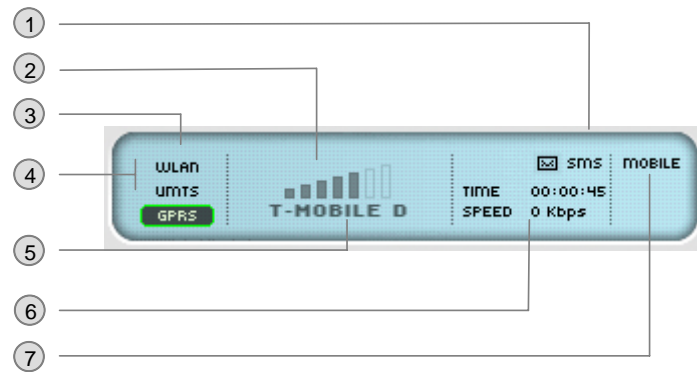 1
2
3
4
5
6
7
WLAN
UMTS
GPRS
T-MOBILE D
SMS
TIME 00:00:45
SPEED 0 Kbps
MOBILE